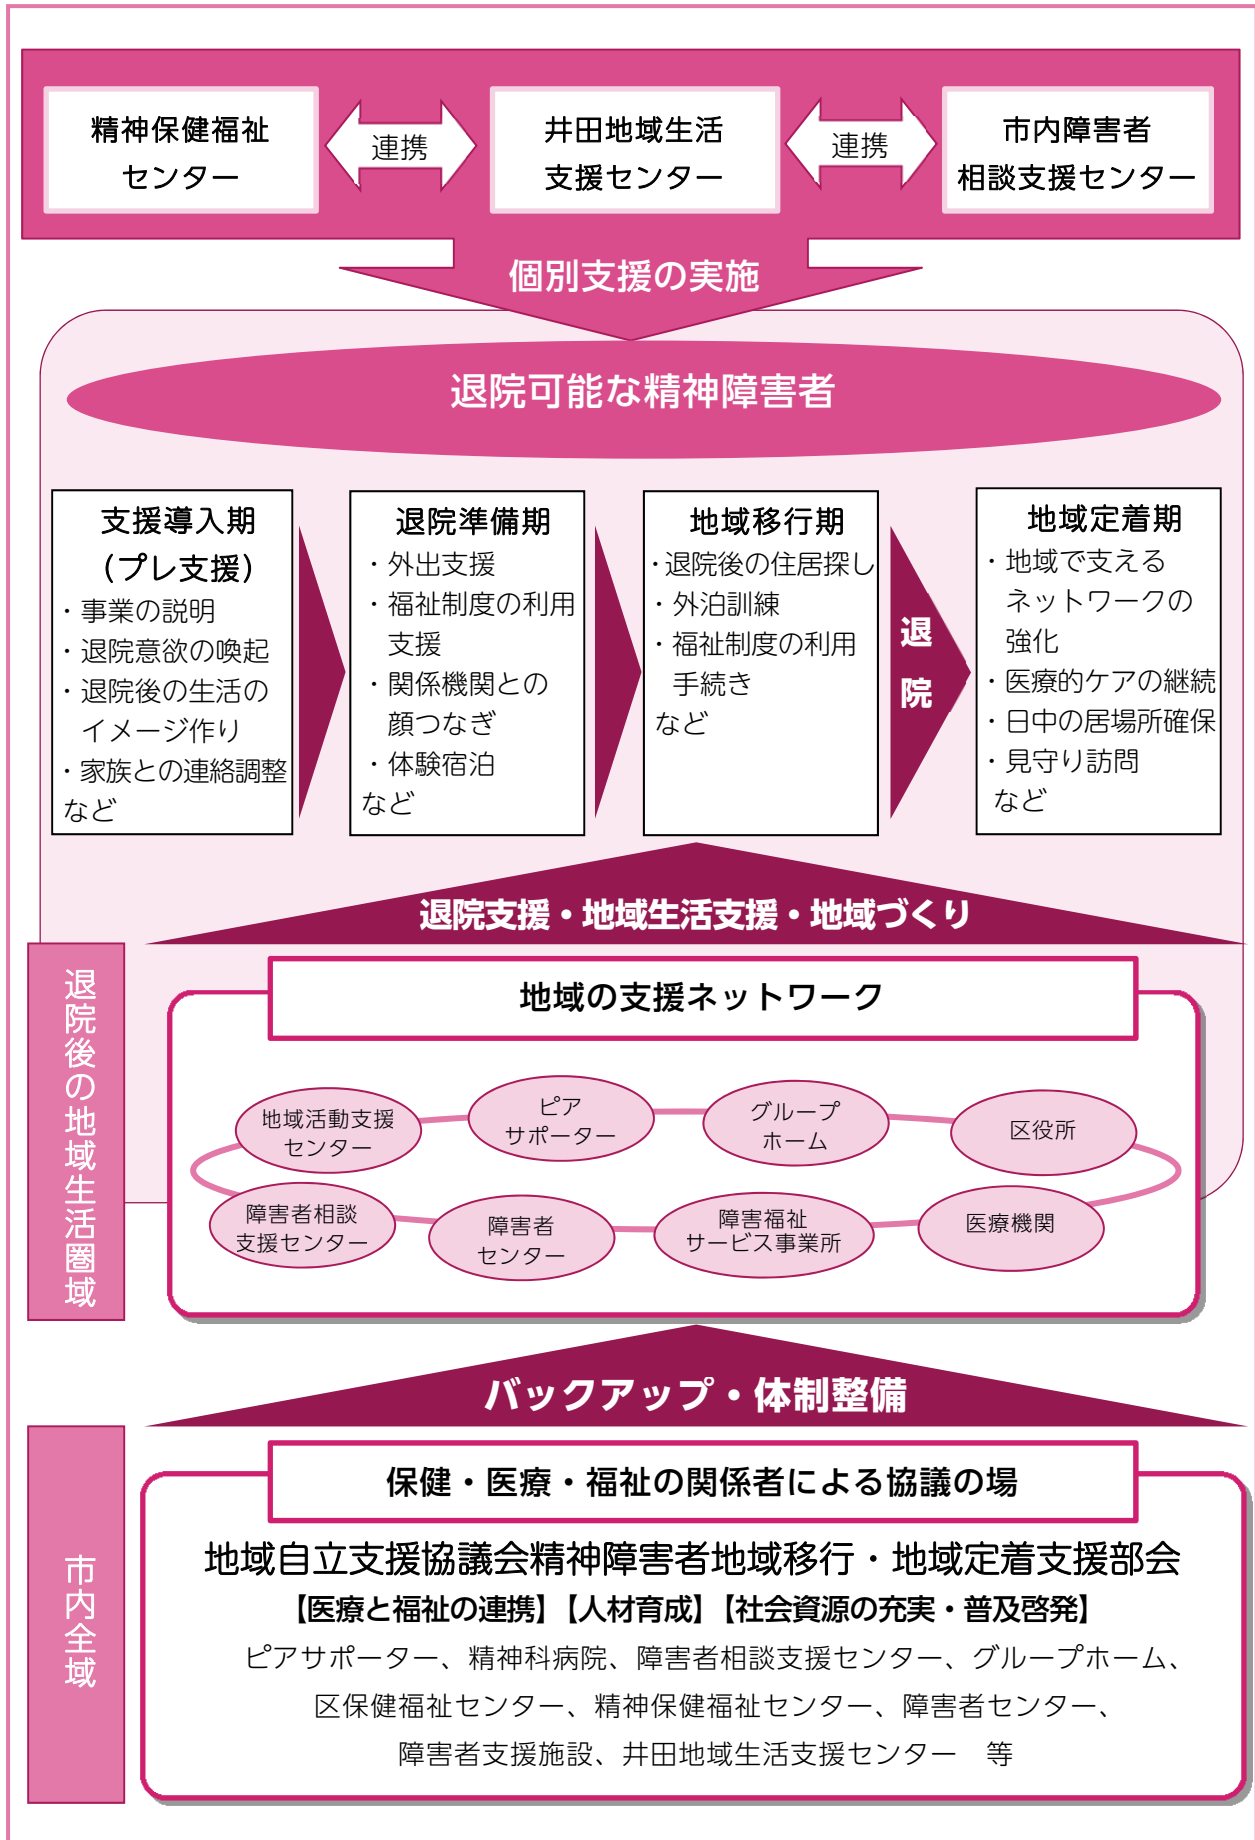 精神保健福祉
センター
連携
井田地域生活
支援センター
連携
市内障害者
相談支援センター
個別支援の実施
退院可能な精神障害者
支援導入期
（プレ支援）
・事業の説明
・退院意欲の喚起
・退院後の生活の
イメージ作り
・家族との連絡調整
など
退院準備期
・外出支援
・福祉制度の利用
支援
・関係機関との
顔つなぎ
・体験宿泊
など
地域移行期
・退院後の住居探し
・外泊訓練
・福祉制度の利用
手続き
など
退院
地域定着期
・地域で支える
ネットワークの
強化
・医療的ケアの継続
・日中の居場所確保
・見守り訪問
など
退院支援・地域生活支援・地域づくり
退院後の地域生活圏域
地域の支援ネットワーク
地域活動支援
センター
ピア
サポーター
グループ
ホーム
区役所
障害者相談
支援センター
障害者
センター
障害福祉
サービス事業所
医療機関
バックアップ・体制整備
市内全域
保健・医療・福祉の関係者による協議の場
地域自立支援協議会精神障害者地域移行・地域定着支援部会
【医療と福祉の連携】【人材育成】【社会資源の充実・普及啓発】
ピアサポーター、精神科病院、障害者相談支援センター、グループホーム、
区保健福祉センター、精神保健福祉センター、障害者センター、
障害者支援施設、井田地域生活支援センター　等